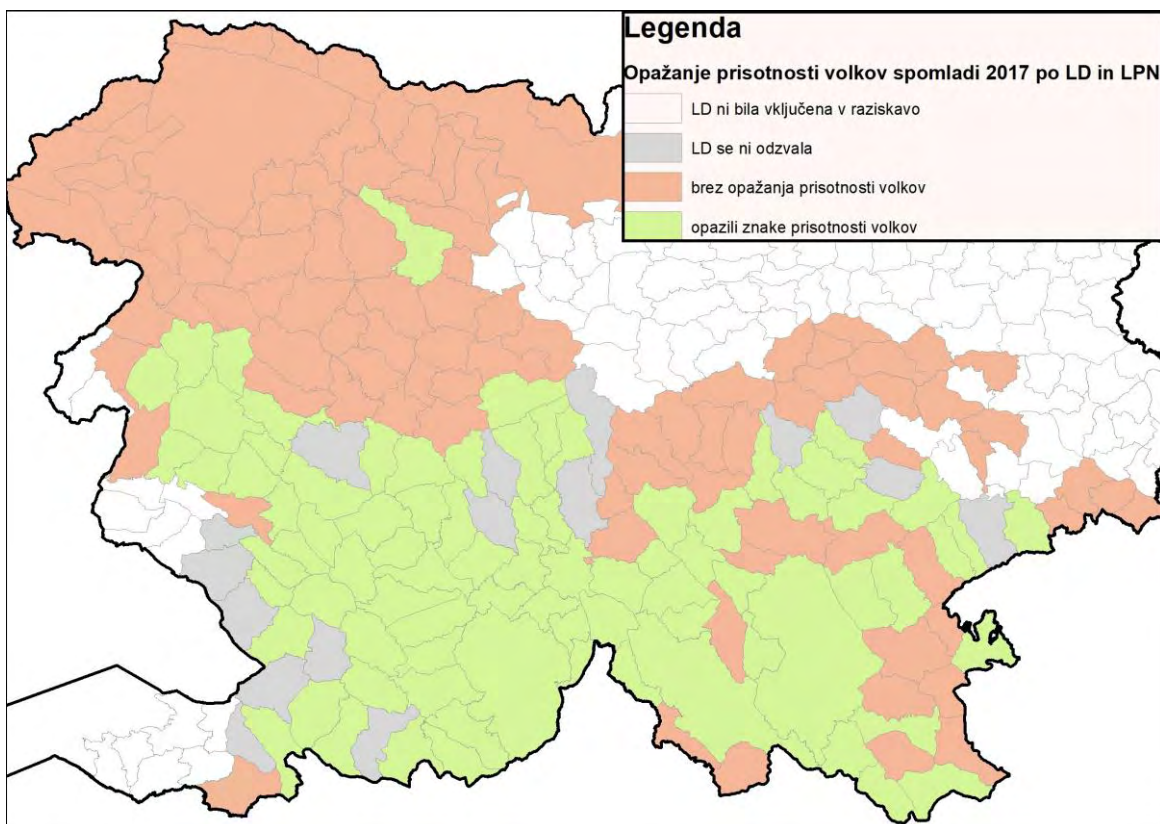 Legenda
Opažanje prisotnosti volkov spomladi 2017 po LD in LPN
LD ni bila vključena v raziskavo
LD se ni odzvala
brez opažanja prisotnosti volkov
opazili znake prisotnosti volkov